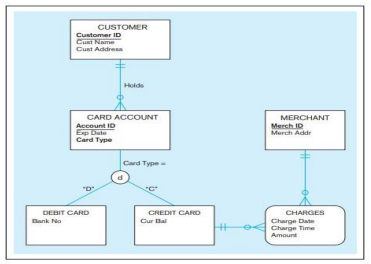 CUSTOMER
Customer ID
Cust Name
Cust Address
Holds
CARD ACCOUNT
Account ID
Exp Date
Card Type
MERCHANT
Merch ID
Merch Addr
Card Type =
d
"D"
"C"
DEBIT CARD
Bank No
CREDIT CARD
Cur Bal
CHARGES
Charge Date
Charge Time
Amount